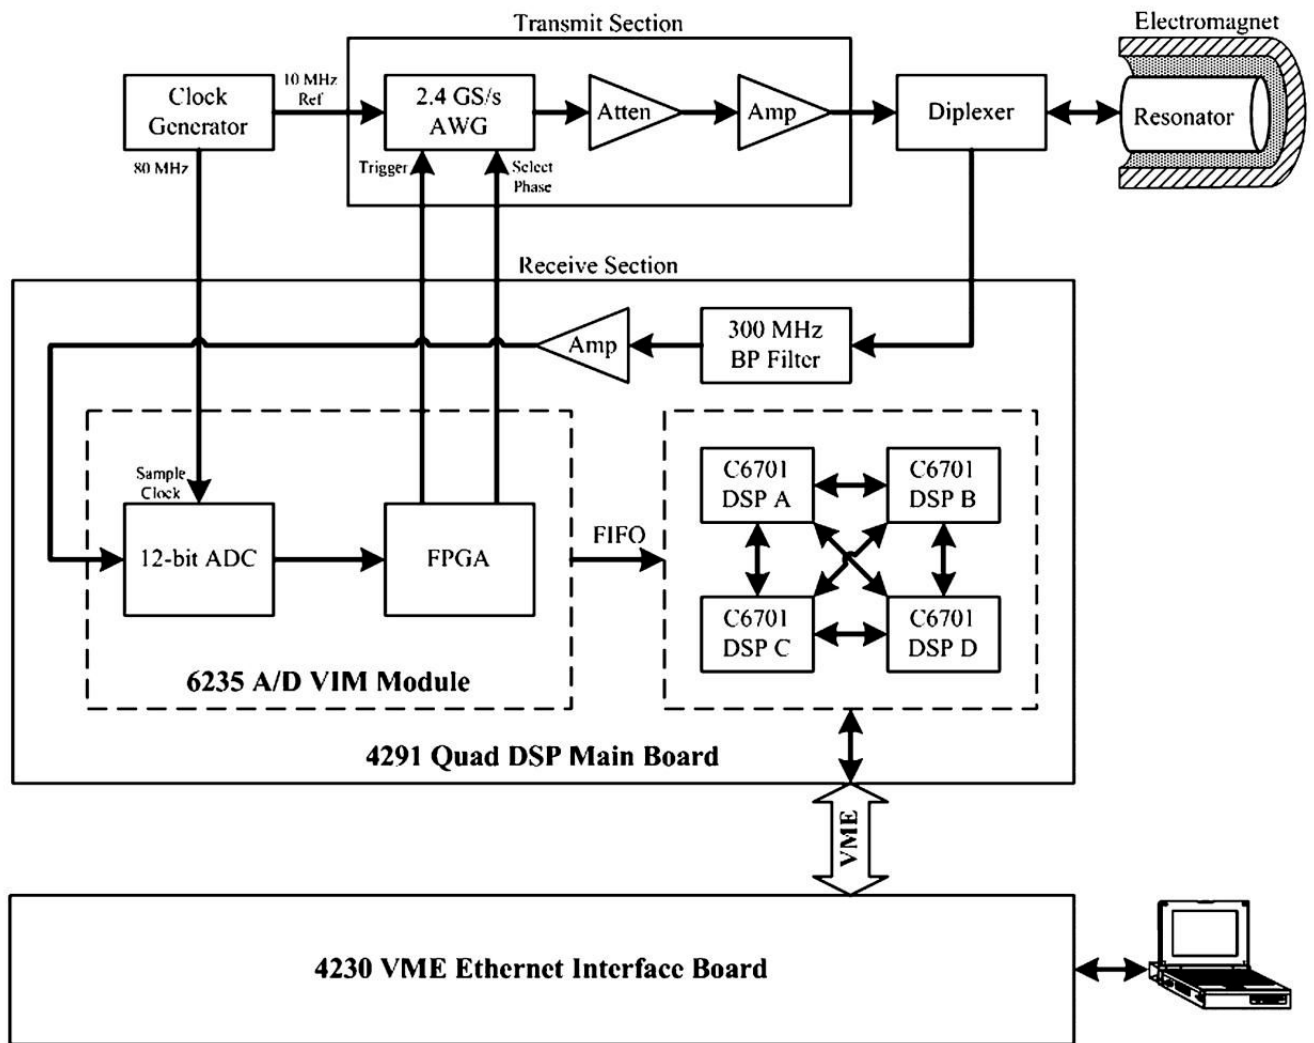 Transmit Section
Electromagnet
Clock
Generator
10 MHz
Ref
2.4 GS/s
AWG
Atten
Amp
Diplexer
Resonator
80 MHz
Trigger
Select
Phase
Receive Section
Amp
300 MHz
BP Filter
Sample
Clock
12-bit ADC
FPGA
FIFO
C6701
DSP A
C6701
DSP B
C6701
DSP C
C6701
DSP D
6235 A/D VIM Module
4291 Quad DSP Main Board
VME
4230 VME Ethernet Interface Board